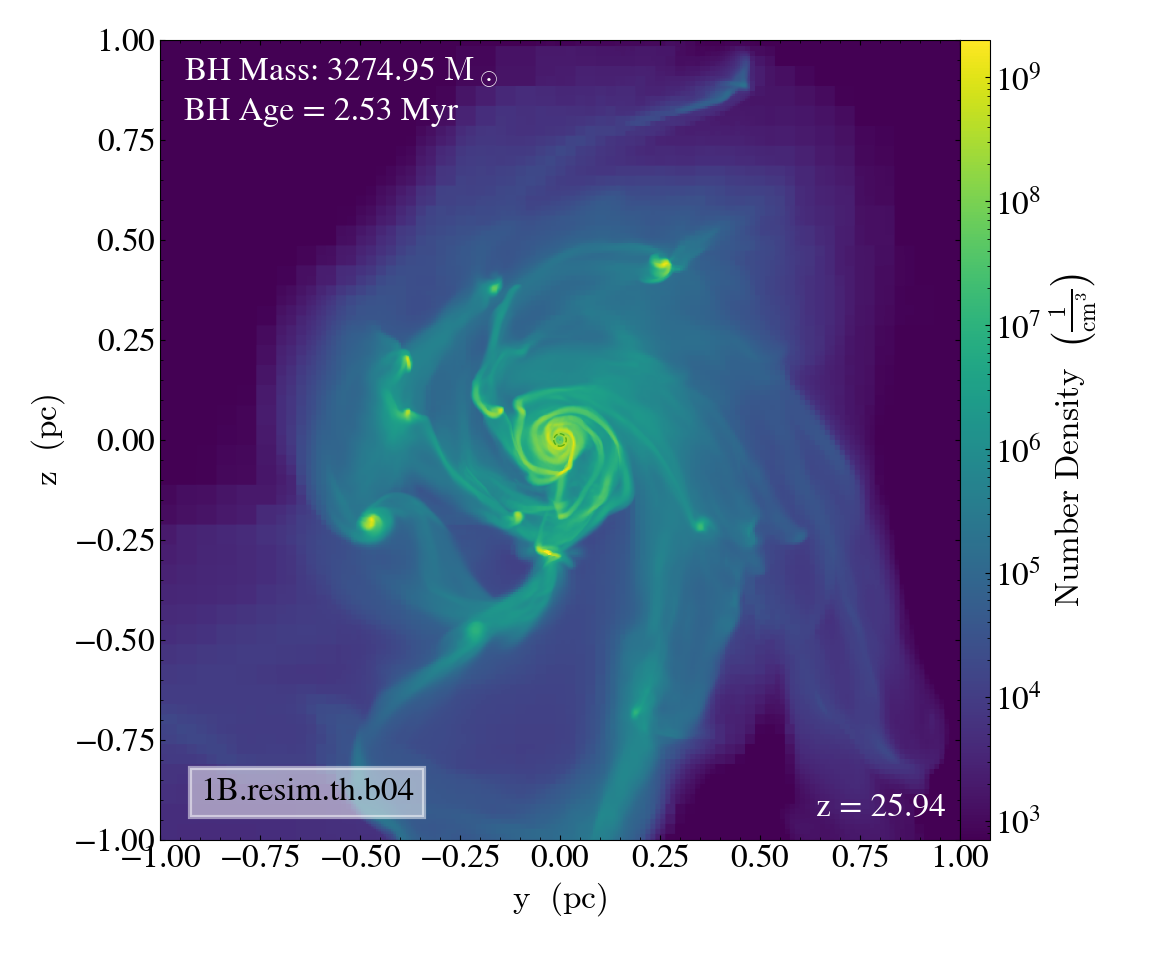 BH Mass: 3274.95 M⊙
BH Age = 2.53 Myr
1.00
0.75
0.50
0.25
0.00
−0.25
−0.50
−0.75
−1.00
z (pc)
1B.resim.th.b04
z = 25.94
−1.00 −0.75 −0.50 −0.25 0.00 0.25 0.50 0.75 1.00
y (pc)
10⁹
10⁸
10⁷
10⁶
10⁵
10⁴
10³
Number Density (1/cm³)